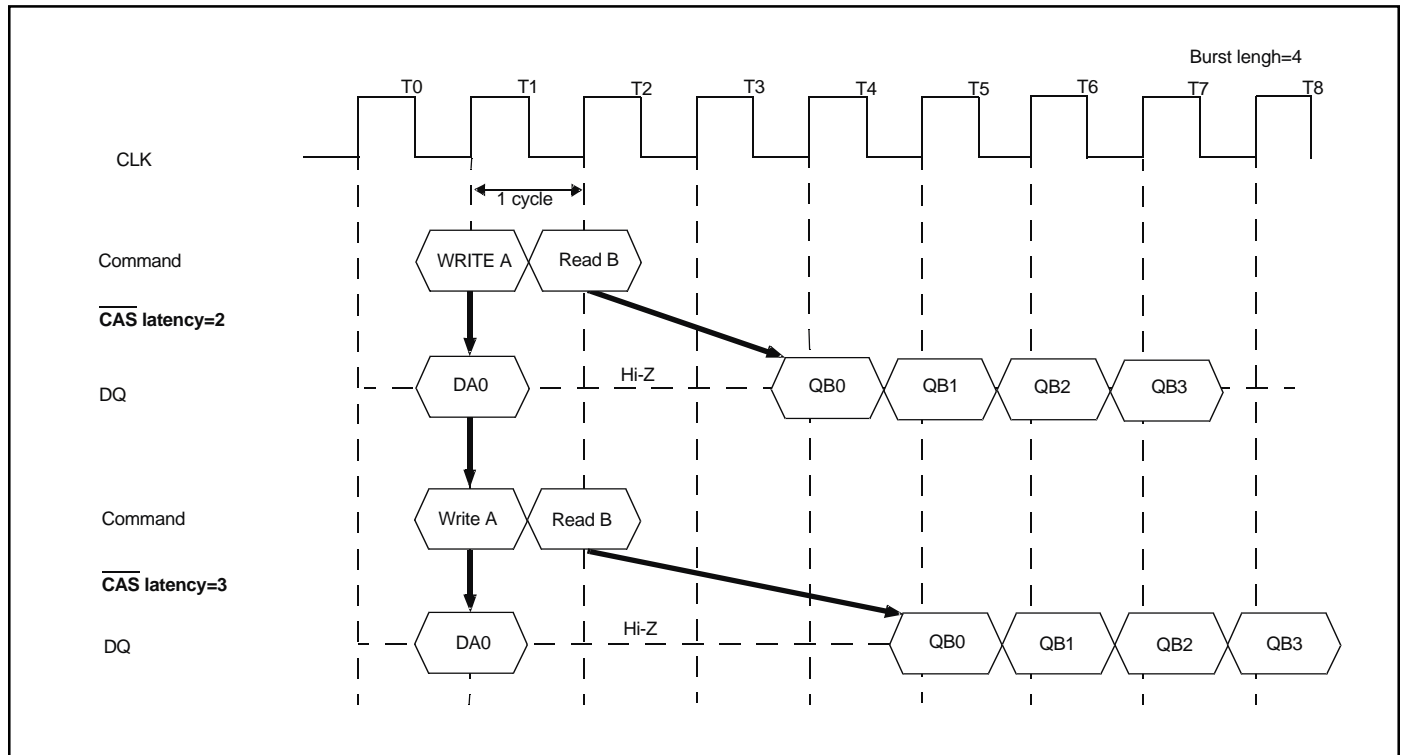 Burst lengh=4
T0 T1 T2 T3 T4 T5 T6 T7 T8
CLK
1 cycle
Command WRITE A Read B
CAS latency=2
DQ DA0 Hi-Z QB0 QB1 QB2 QB3
Command Write A Read B
CAS latency=3
DQ DA0 Hi-Z QB0 QB1 QB2 QB3